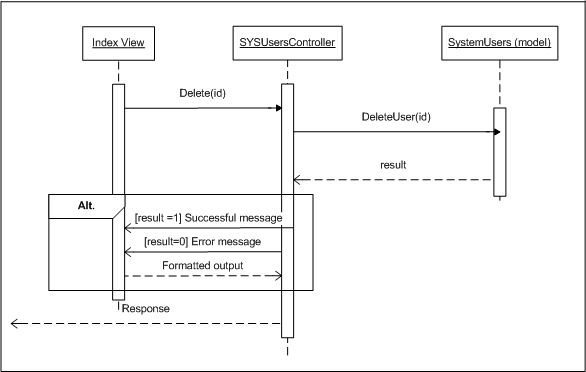 Index View
SYSUsersController
SystemUsers (model)
Delete(id)
DeleteUser(id)
result
Alt.
[result =1] Successful message
[result=0] Error message
Formatted output
Response